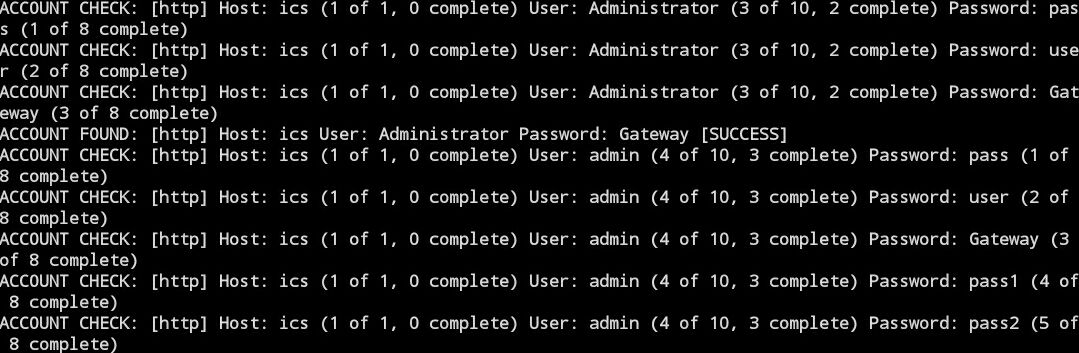 ACCOUNT CHECK: [http] Host: ics (1 of 1, 0 complete) User: Administrator (3 of 10, 2 complete) Password: pas
s (1 of 8 complete)
ACCOUNT CHECK: [http] Host: ics (1 of 1, 0 complete) User: Administrator (3 of 10, 2 complete) Password: use
r (2 of 8 complete)
ACCOUNT CHECK: [http] Host: ics (1 of 1, 0 complete) User: Administrator (3 of 10, 2 complete) Password: Gat
eway (3 of 8 complete)
ACCOUNT FOUND: [http] Host: ics User: Administrator Password: Gateway [SUCCESS]
ACCOUNT CHECK: [http] Host: ics (1 of 1, 0 complete) User: admin (4 of 10, 3 complete) Password: pass (1 of
8 complete)
ACCOUNT CHECK: [http] Host: ics (1 of 1, 0 complete) User: admin (4 of 10, 3 complete) Password: user (2 of
8 complete)
ACCOUNT CHECK: [http] Host: ics (1 of 1, 0 complete) User: admin (4 of 10, 3 complete) Password: Gateway (3
of 8 complete)
ACCOUNT CHECK: [http] Host: ics (1 of 1, 0 complete) User: admin (4 of 10, 3 complete) Password: pass1 (4 of
 8 complete)
ACCOUNT CHECK: [http] Host: ics (1 of 1, 0 complete) User: admin (4 of 10, 3 complete) Password: pass2 (5 of
 8 complete)